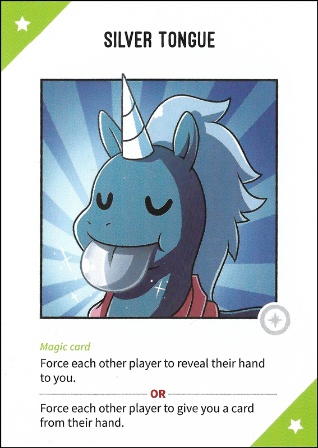 SILVER TONGUE
Magic card
Force each other player to reveal their hand
to you.
OR
Force each other player to give you a card
from their hand.